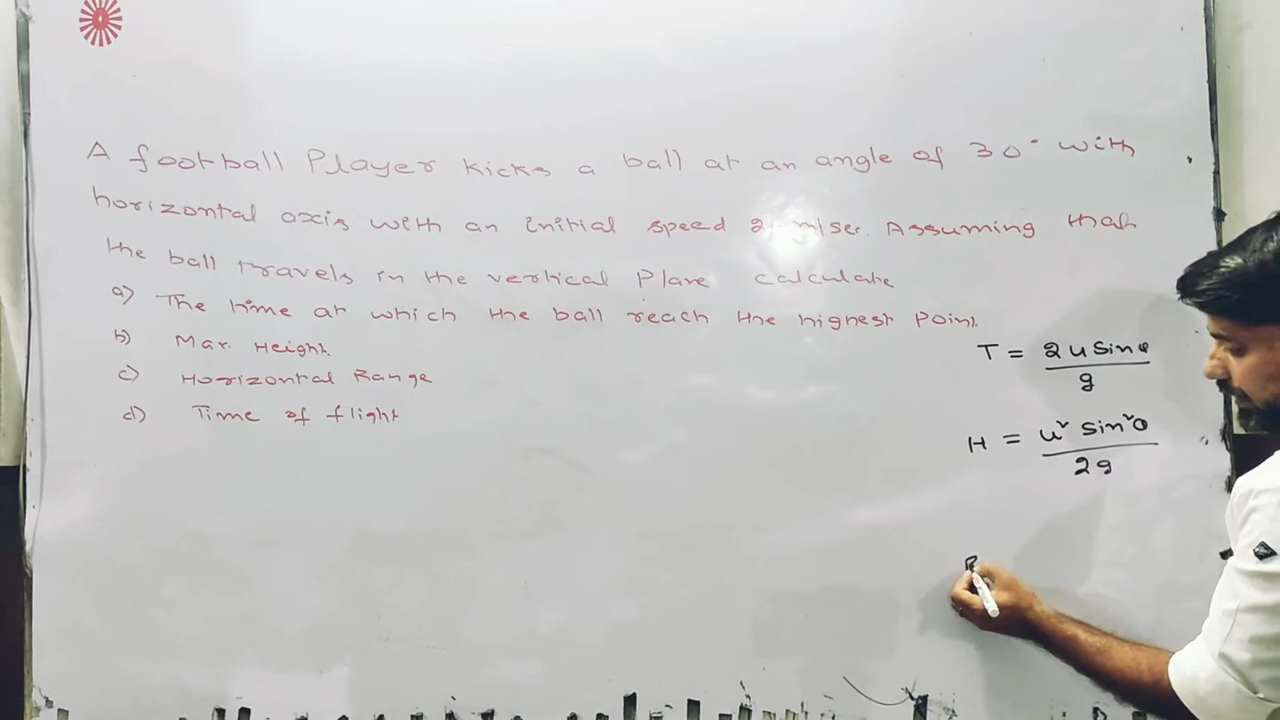 A football Player kicks a ball at an angle of 30° with
horizontal axis with an initial speed m/sec. Assuming that
the ball travels in the vertical Plane calculate
a) The time at which the ball reach the highest Point.
b) Max. Height.
c) Horizontal Range
d) Time of flight
T = 2u Sinθ / g
H = u² Sin²θ / 2g
R